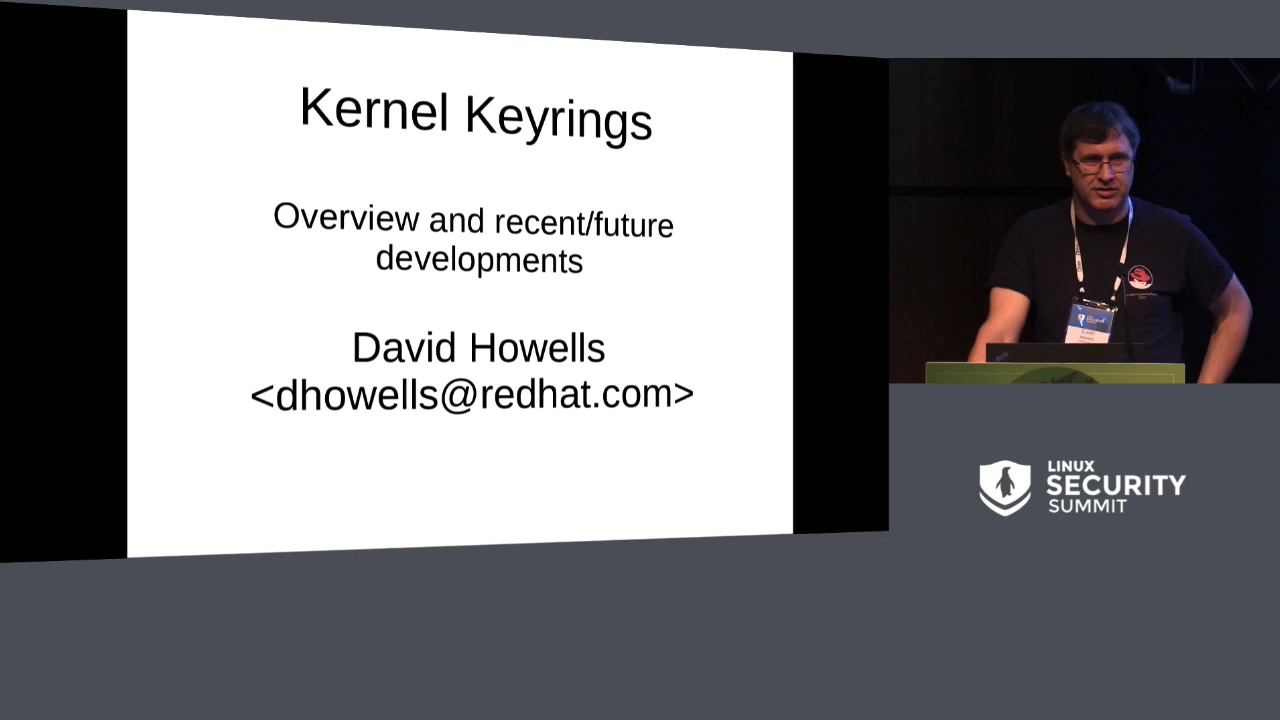 Kernel Keyrings
Overview and recent/future
developments
David Howells
<dhowells@redhat.com>
LINUX
SECURITY
SUMMIT